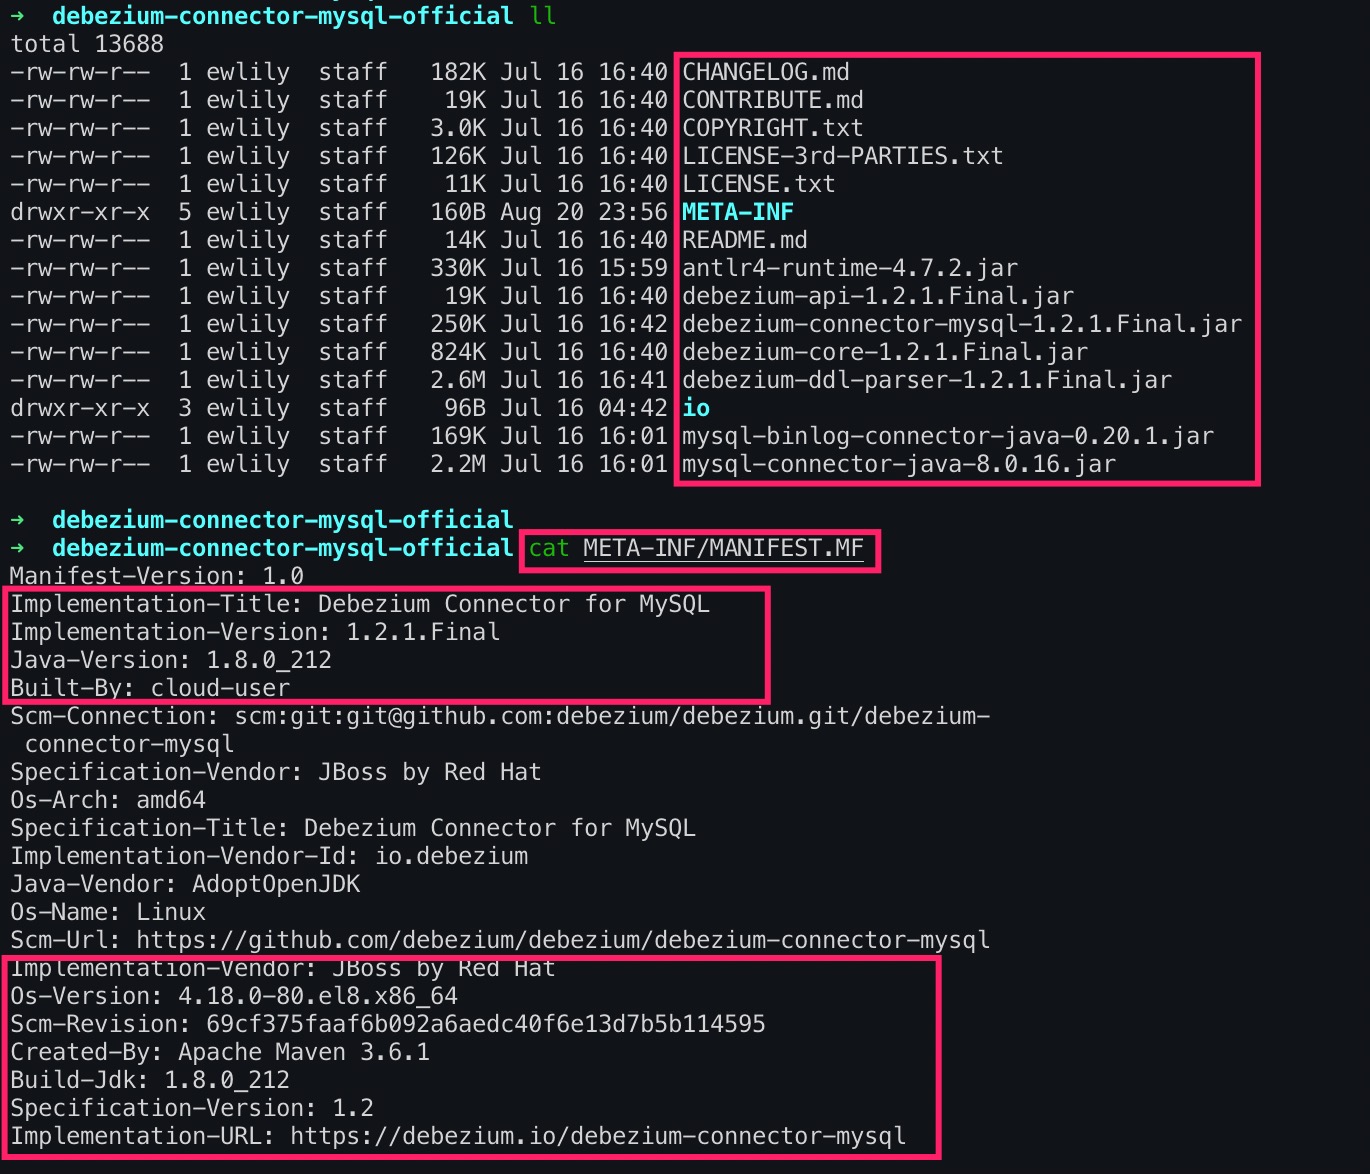 →  debezium-connector-mysql-official ll
total 13688
-rw-rw-r--  1 ewlily  staff   182K Jul 16 16:40 CHANGELOG.md
-rw-rw-r--  1 ewlily  staff    19K Jul 16 16:40 CONTRIBUTE.md
-rw-rw-r--  1 ewlily  staff   3.0K Jul 16 16:40 COPYRIGHT.txt
-rw-rw-r--  1 ewlily  staff   126K Jul 16 16:40 LICENSE-3rd-PARTIES.txt
-rw-rw-r--  1 ewlily  staff    11K Jul 16 16:40 LICENSE.txt
drwxr-xr-x  5 ewlily  staff   160B Aug 20 23:56 META-INF
-rw-rw-r--  1 ewlily  staff    14K Jul 16 16:40 README.md
-rw-rw-r--  1 ewlily  staff   330K Jul 16 15:59 antlr4-runtime-4.7.2.jar
-rw-rw-r--  1 ewlily  staff    19K Jul 16 16:40 debezium-api-1.2.1.Final.jar
-rw-rw-r--  1 ewlily  staff   250K Jul 16 16:42 debezium-connector-mysql-1.2.1.Final.jar
-rw-rw-r--  1 ewlily  staff   824K Jul 16 16:40 debezium-core-1.2.1.Final.jar
-rw-rw-r--  1 ewlily  staff   2.6M Jul 16 16:41 debezium-ddl-parser-1.2.1.Final.jar
drwxr-xr-x  3 ewlily  staff    96B Jul 16 04:42 io
-rw-rw-r--  1 ewlily  staff   169K Jul 16 16:01 mysql-binlog-connector-java-0.20.1.jar
-rw-rw-r--  1 ewlily  staff   2.2M Jul 16 16:01 mysql-connector-java-8.0.16.jar
→  debezium-connector-mysql-official
→  debezium-connector-mysql-official cat META-INF/MANIFEST.MF
Manifest-Version: 1.0
Implementation-Title: Debezium Connector for MySQL
Implementation-Version: 1.2.1.Final
Java-Version: 1.8.0_212
Built-By: cloud-user
Scm-Connection: scm:git:git@github.com:debezium/debezium.git/debezium-
 connector-mysql
Specification-Vendor: JBoss by Red Hat
Os-Arch: amd64
Specification-Title: Debezium Connector for MySQL
Implementation-Vendor-Id: io.debezium
Java-Vendor: AdoptOpenJDK
Os-Name: Linux
Scm-Url: https://github.com/debezium/debezium/debezium-connector-mysql
Implementation-Vendor: JBoss by Red Hat
Os-Version: 4.18.0-80.el8.x86_64
Scm-Revision: 69cf375faaf6b092a6aedc40f6e13d7b5b114595
Created-By: Apache Maven 3.6.1
Build-Jdk: 1.8.0_212
Specification-Version: 1.2
Implementation-URL: https://debezium.io/debezium-connector-mysql